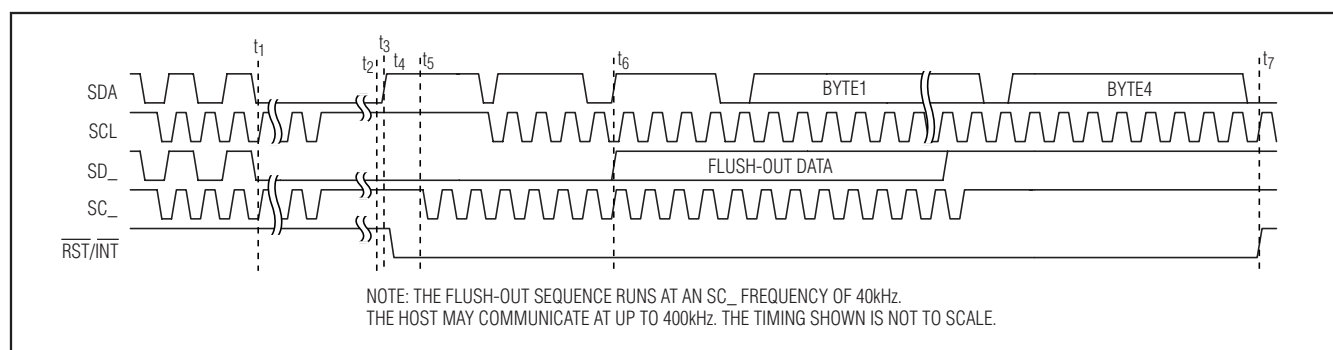 t1
t2
t3
t4
t5
t6
t7
SDA
BYTE1
BYTE4
SCL
SD_
FLUSH-OUT DATA
SC_
RST/INT
NOTE: THE FLUSH-OUT SEQUENCE RUNS AT AN SC_ FREQUENCY OF 40kHz.
THE HOST MAY COMMUNICATE AT UP TO 400kHz. THE TIMING SHOWN IS NOT TO SCALE.